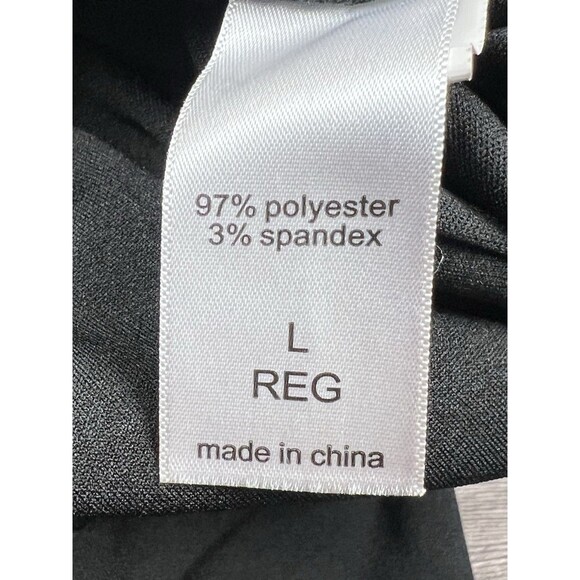 97% polyester
3% spandex
L
REG
made in china